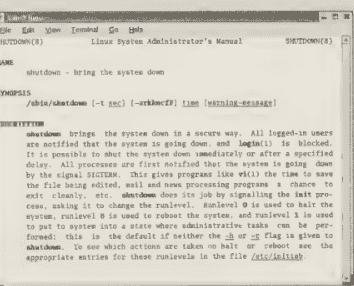 File Edit View Terminal Go Help
SHUTDOWN(8) Linux System Administrator's Manual SHUTDOWN(8)
NAME
shutdown - bring the system down
SYNOPSIS
/sbin/shutdown [-t sec] [-arkhncfF] time [warning-message]
DESCRIPTION
shutdown brings the system down in a secure way. All logged-in users
are notified that the system is going down, and login(1) is blocked.
It is possible to shut the system down immediately or after a specified
delay. All processes are first notified that the system is going down
by the signal SIGTERM. This gives programs like vi(1) the time to save
the file being edited, mail and news processing programs a chance to
exit cleanly, etc. shutdown does its job by signalling the init pro-
cess, asking it to change the runlevel. Runlevel 0 is used to halt the
system, runlevel 6 is used to reboot the system, and runlevel 1 is used
to put to system into a state where administrative tasks can be per-
formed; this is the default if neither the -h or -r flag is given to
shutdown. To see which actions are taken on halt or reboot see the
appropriate entries for these runlevels in the file /etc/inittab.